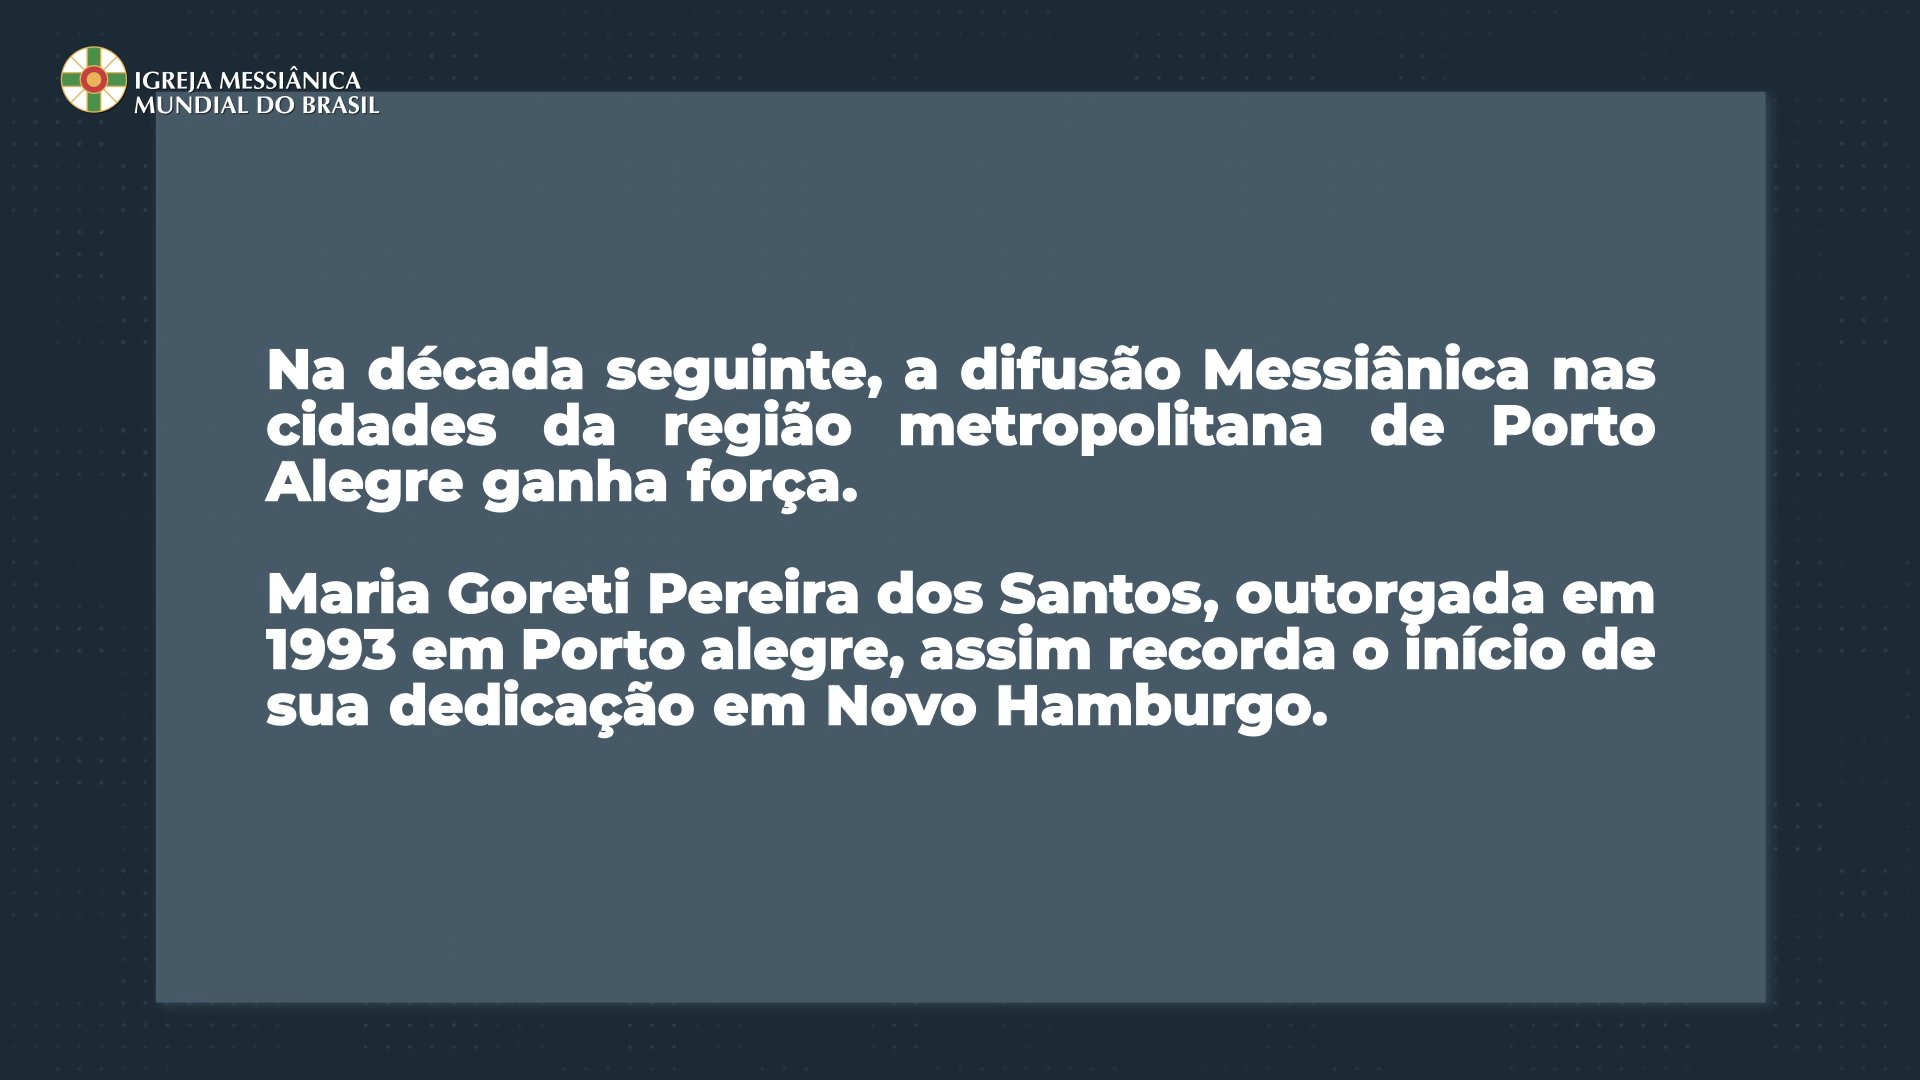 IGREJA MESSIÂNICA
MUNDIAL DO BRASIL
Na década seguinte, a difusão Messiânica nas
cidades da região metropolitana de Porto
Alegre ganha força.
Maria Goreti Pereira dos Santos, outorgada em
1993 em Porto alegre, assim recorda o início de
sua dedicação em Novo Hamburgo.